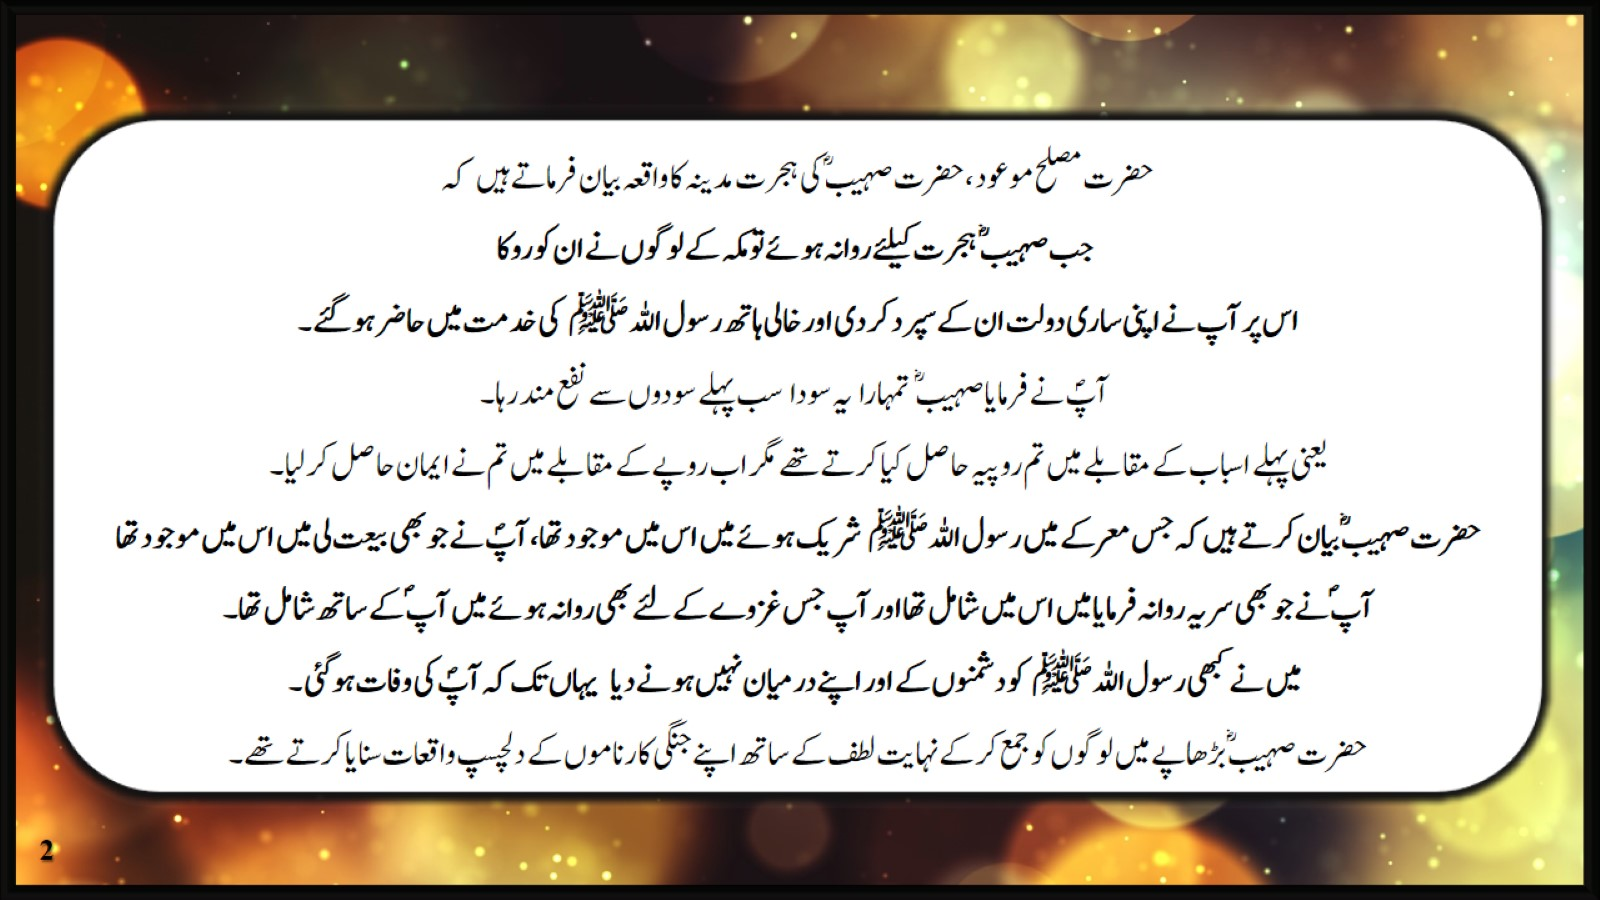 حضرت مصلح موعود، حضرت صہیبؓ کی ہجرت مدینہ کا واقعہ بیان فرماتے ہیں کہ
جب صہیبؓ ہجرت کیلئے روانہ ہوئے تو مکہ کے لوگوں نے ان کو روکا
اس پر آپ نے اپنی ساری دولت ان کے سپرد کر دی اور خالی ہاتھ رسول اللہ ﷺ کی خدمت میں حاضر ہوگئے۔
آپؐ نے فرمایا صہیبؓ تمہارا یہ سودا سب پہلے سودوں سے نفع مند رہا۔
یعنی پہلے اسباب کے مقابلے میں تم روپیہ حاصل کیا کرتے تھے مگر اب روپے کے مقابلے میں تم نے ایمان حاصل کر لیا۔
حضرت صہیبؓ بیان کرتے ہیں کہ جس معرکے میں رسول اللہ ﷺ شریک ہوئے میں اس میں موجود تھا، آپؐ نے جو بھی بیعت لی میں اس میں موجود تھا
آپؐ نے جو بھی سریہ روانہ فرمایا میں اس میں شامل تھا اور آپ جس غزوے کے لئے بھی روانہ ہوئے میں آپؐ کے ساتھ شامل تھا۔
میں نے کبھی رسول اللہ ﷺ کو دشمنوں کے اور اپنے درمیان نہیں ہونے دیا یہاں تک کہ آپؐ کی وفات ہوگئی۔
حضرت صہیبؓ بڑھاپے میں لوگوں کو جمع کر کے نہایت لطف کے ساتھ اپنے جنگی کارناموں کے دلچسپ واقعات سنایا کرتے تھے۔
2